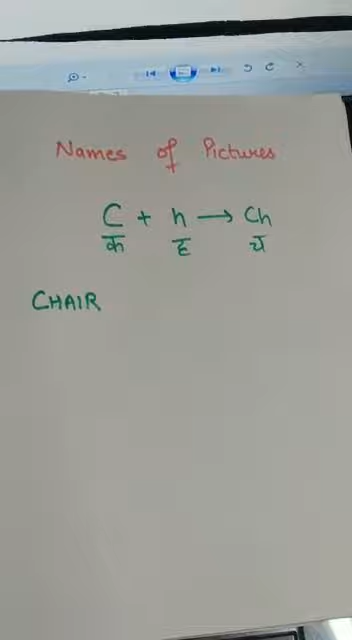 Names of Pictures
C + h → Ch
क ह च
CHAIR